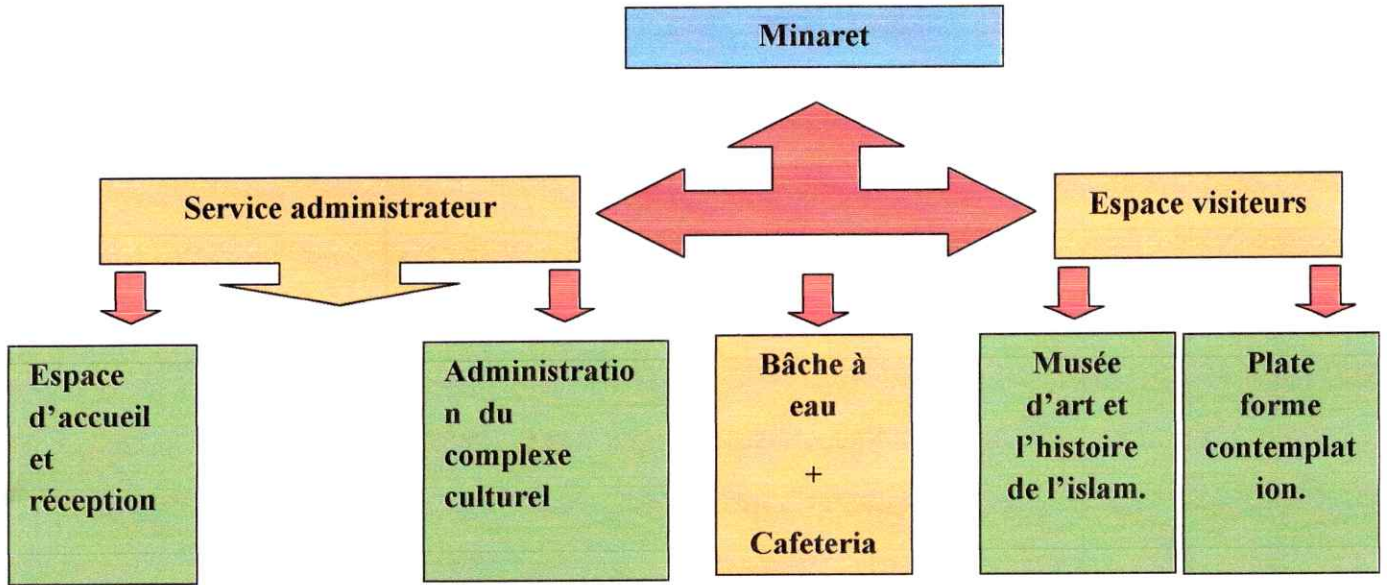 Minaret
Service administrateur
Espace visiteurs
Espace
d’accueil
et
réception
Administratio
n du
complexe
culturel
Bâche à
eau
+
Cafeteria
Musée
d’art et
l’histoire
de l’islam.
Plate
forme
contemplat
ion.